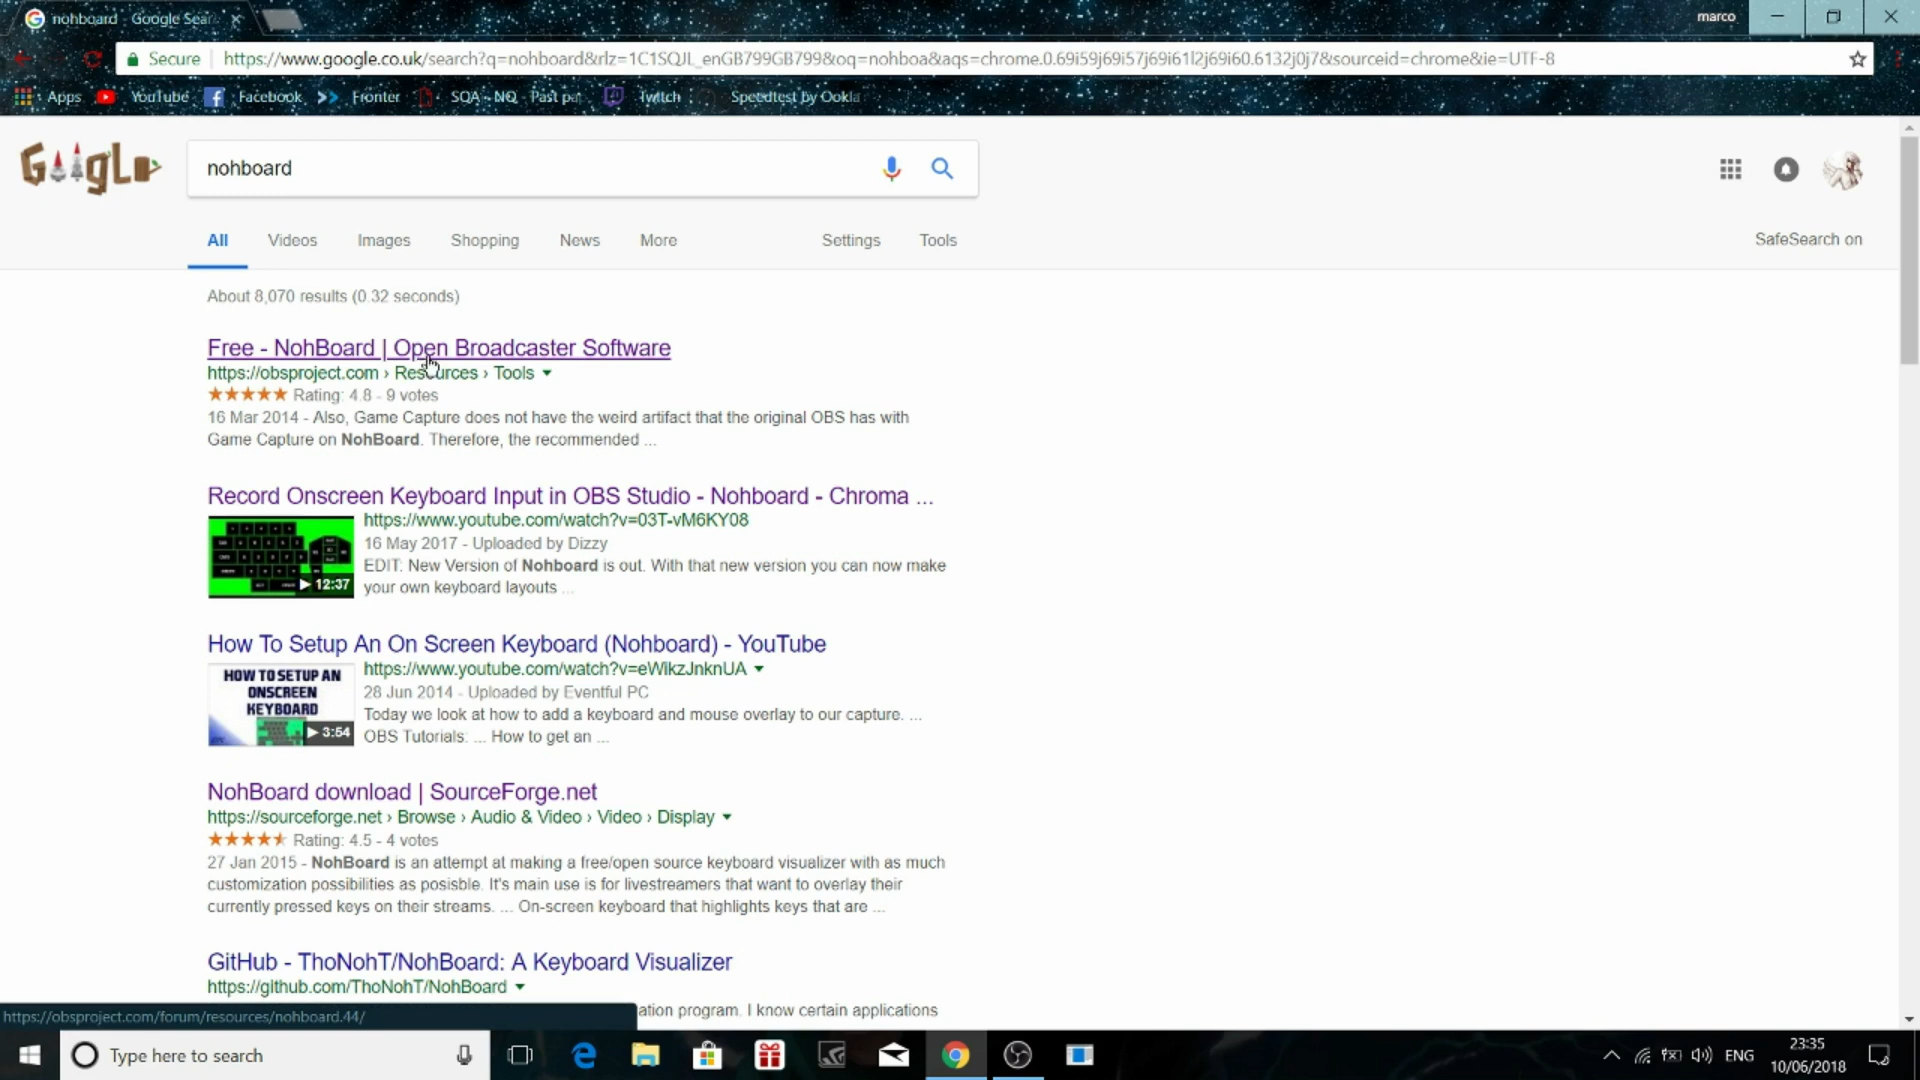 nohboard - Google Sear
marco
Secure https://www.google.co.uk/search?q=nohboard&rlz=1C1SQJL_enGB799GB799&oq=nohboa&aqs=chrome.0.69i59j69i57j69i61l2j69i60.6132j0j7&sourceid=chrome&ie=UTF-8
Apps YouTube Facebook Fronter SQA - NQ Past pa Twitch Speedtest by Ookla
nohboard
All Videos Images Shopping News More Settings Tools SafeSearch on
About 8,070 results (0.32 seconds)
Free - NohBoard | Open Broadcaster Software
https://obsproject.com › Resources › Tools
Rating: 4.8 - 9 votes
16 Mar 2014 - Also, Game Capture does not have the weird artifact that the original OBS has with
Game Capture on NohBoard. Therefore, the recommended ...
Record Onscreen Keyboard Input in OBS Studio - Nohboard - Chroma ...
https://www.youtube.com/watch?v=03T-vM6KY08
16 May 2017 - Uploaded by Dizzy
EDIT: New Version of Nohboard is out. With that new version you can now make
your own keyboard layouts ...
12:37
How To Setup An On Screen Keyboard (Nohboard) - YouTube
https://www.youtube.com/watch?v=eWlkzJnknUA
28 Jun 2014 - Uploaded by Eventful PC
Today we look at how to add a keyboard and mouse overlay to our capture. ...
OBS Tutorials: ... How to get an ...
HOW TO SETUP AN
ONSCREEN
KEYBOARD
3:54
NohBoard download | SourceForge.net
https://sourceforge.net › Browse › Audio & Video › Video › Display
Rating: 4.5 - 4 votes
27 Jan 2015 - NohBoard is an attempt at making a free/open source keyboard visualizer with as much
customization possibilities as posisble. It's main use is for livestreamers that want to overlay their
currently pressed keys on their streams. ... On-screen keyboard that highlights keys that are ...
GitHub - ThoNohT/NohBoard: A Keyboard Visualizer
https://github.com/ThoNohT/NohBoard
ation program. I know certain applications
https://obsproject.com/forum/resources/nohboard.44/
Type here to search
ENG
23:35
10/06/2018